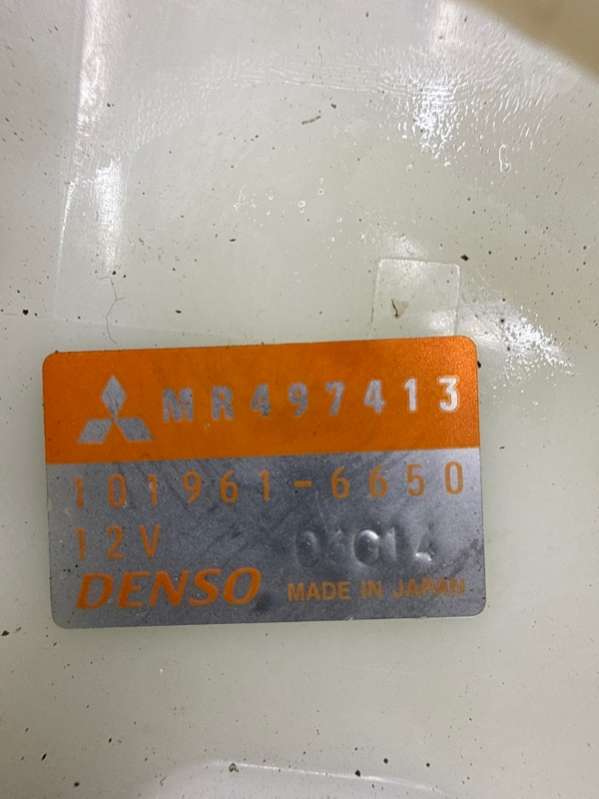 MR497413
101961-6650
12V
DENSO MADE IN JAPAN